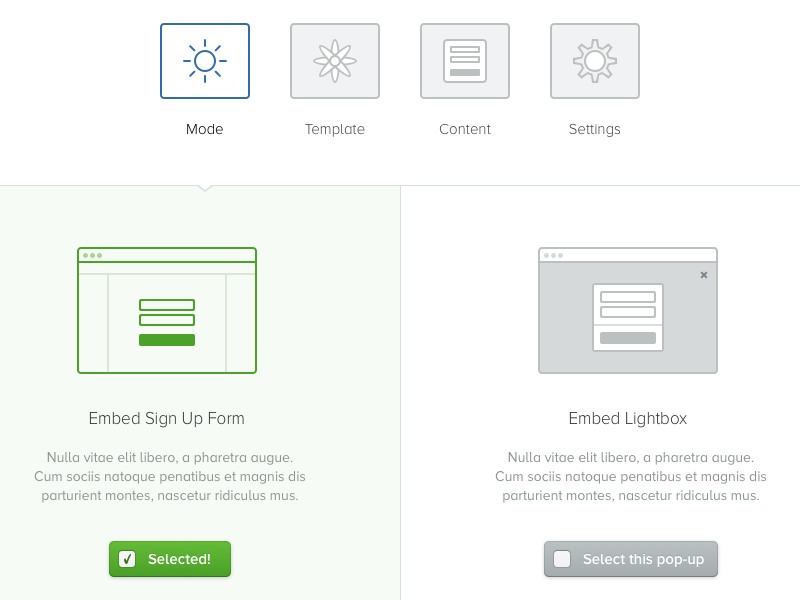 Mode
Template
Content
Settings
Embed Sign Up Form
Nulla vitae elit libero, a pharetra augue.
Cum sociis natoque penatibus et magnis dis
parturient montes, nascetur ridiculus mus.
Selected!
Embed Lightbox
Nulla vitae elit libero, a pharetra augue.
Cum sociis natoque penatibus et magnis dis
parturient montes, nascetur ridiculus mus.
Select this pop-up